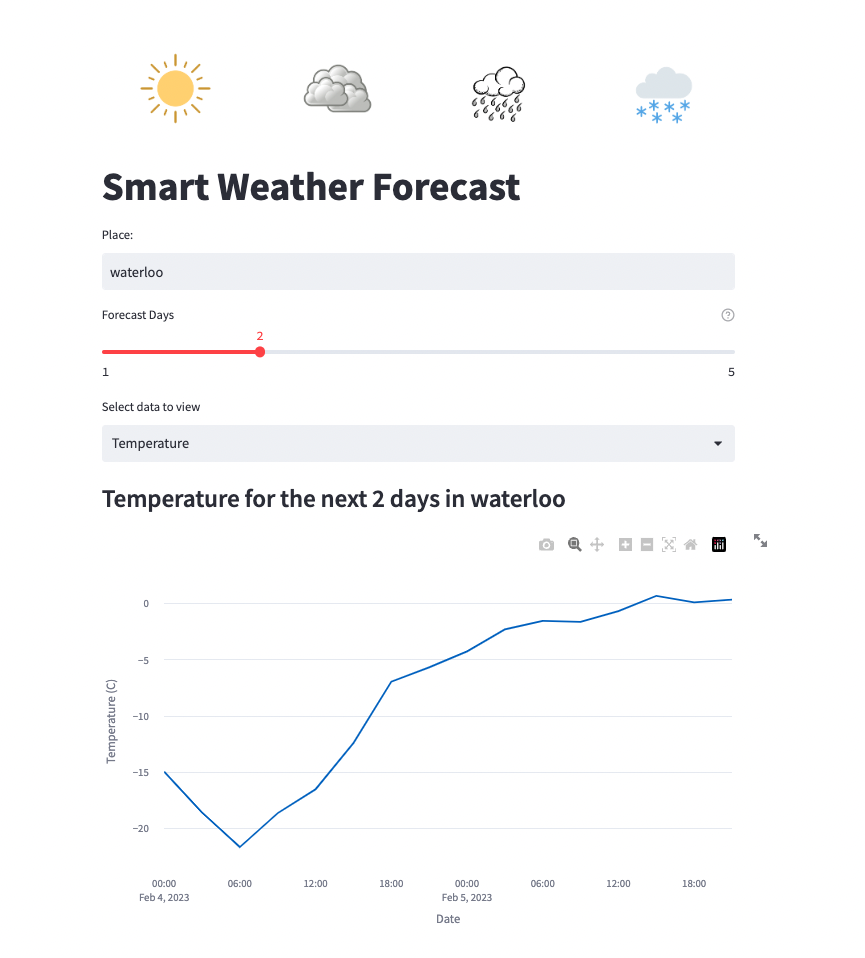 Smart Weather Forecast
Place:
waterloo
Forecast Days
2
1 5
Select data to view
Temperature
Temperature for the next 2 days in waterloo
0
−5
−10
−15
−20
Temperature (C)
00:00 06:00 12:00 18:00 00:00 06:00 12:00 18:00
Feb 4, 2023 Feb 5, 2023
Date